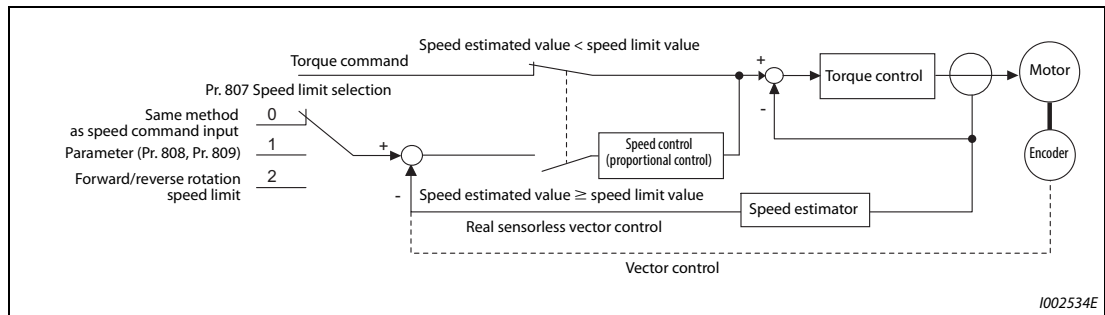 Speed estimated value < speed limit value
Torque command
Pr. 807 Speed limit selection
Same method
as speed command input
0
Parameter (Pr. 808, Pr. 809)
1
Forward/reverse rotation
speed limit
2
+
-
Speed control
(proportional control)
+
-
Torque control
Motor
Encoder
Speed estimated value ≥ speed limit value
Speed estimator
Real sensorless vector control
Vector control
I002534E